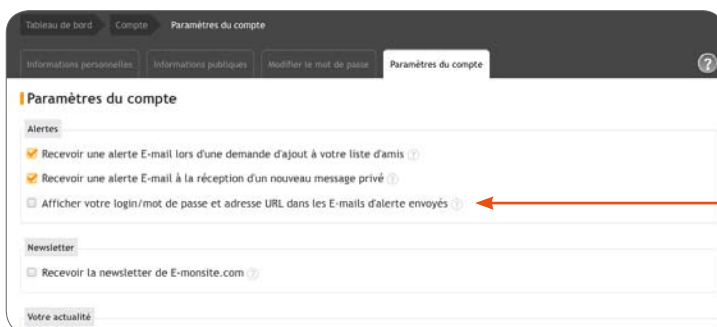 Tableau de bord Compte Paramètres du compte
Informations personnelles Informations publiques Modifier le mot de passe Paramètres du compte ?
Paramètres du compte
Alertes
Recevoir une alerte E-mail lors d'une demande d'ajout à votre liste d'amis ?
Recevoir une alerte E-mail à la réception d'un nouveau message privé ?
Afficher votre login/mot de passe et adresse URL dans les E-mails d'alerte envoyés ?
Newsletter
Recevoir la newsletter de E-monsite.com ?
Votre actualité